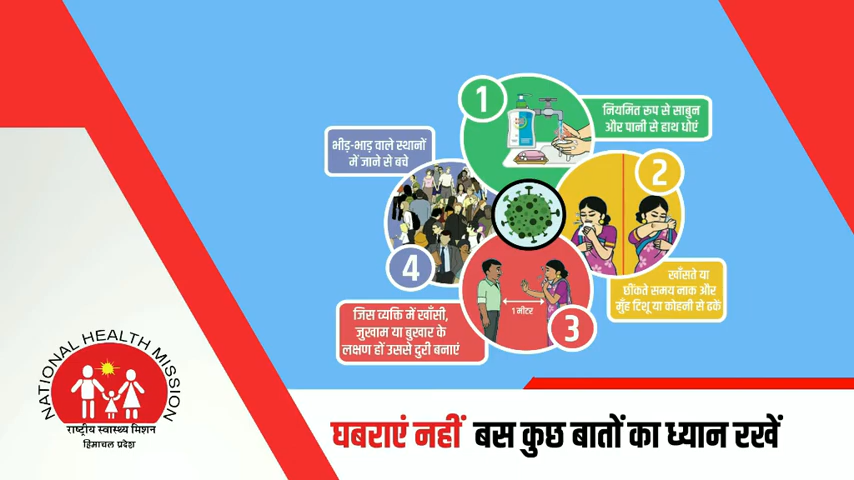 1
नियमित रूप से साबुन
और पानी से हाथ धोएं
2
खाँसते या
छींकते समय नाक और
मुँह टिशू या कोहनी से ढकें
1 मीटर
3
जिस व्यक्ति में खाँसी,
जुखाम या बुखार के
लक्षण हों उससे दुरी बनाएं
4
भीड़-भाड़ वाले स्थानों
में जाने से बचे
NATIONAL HEALTH MISSION
राष्ट्रीय स्वास्थ्य मिशन
हिमाचल प्रदेश
घबराएं नहीं बस कुछ बातों का ध्यान रखें